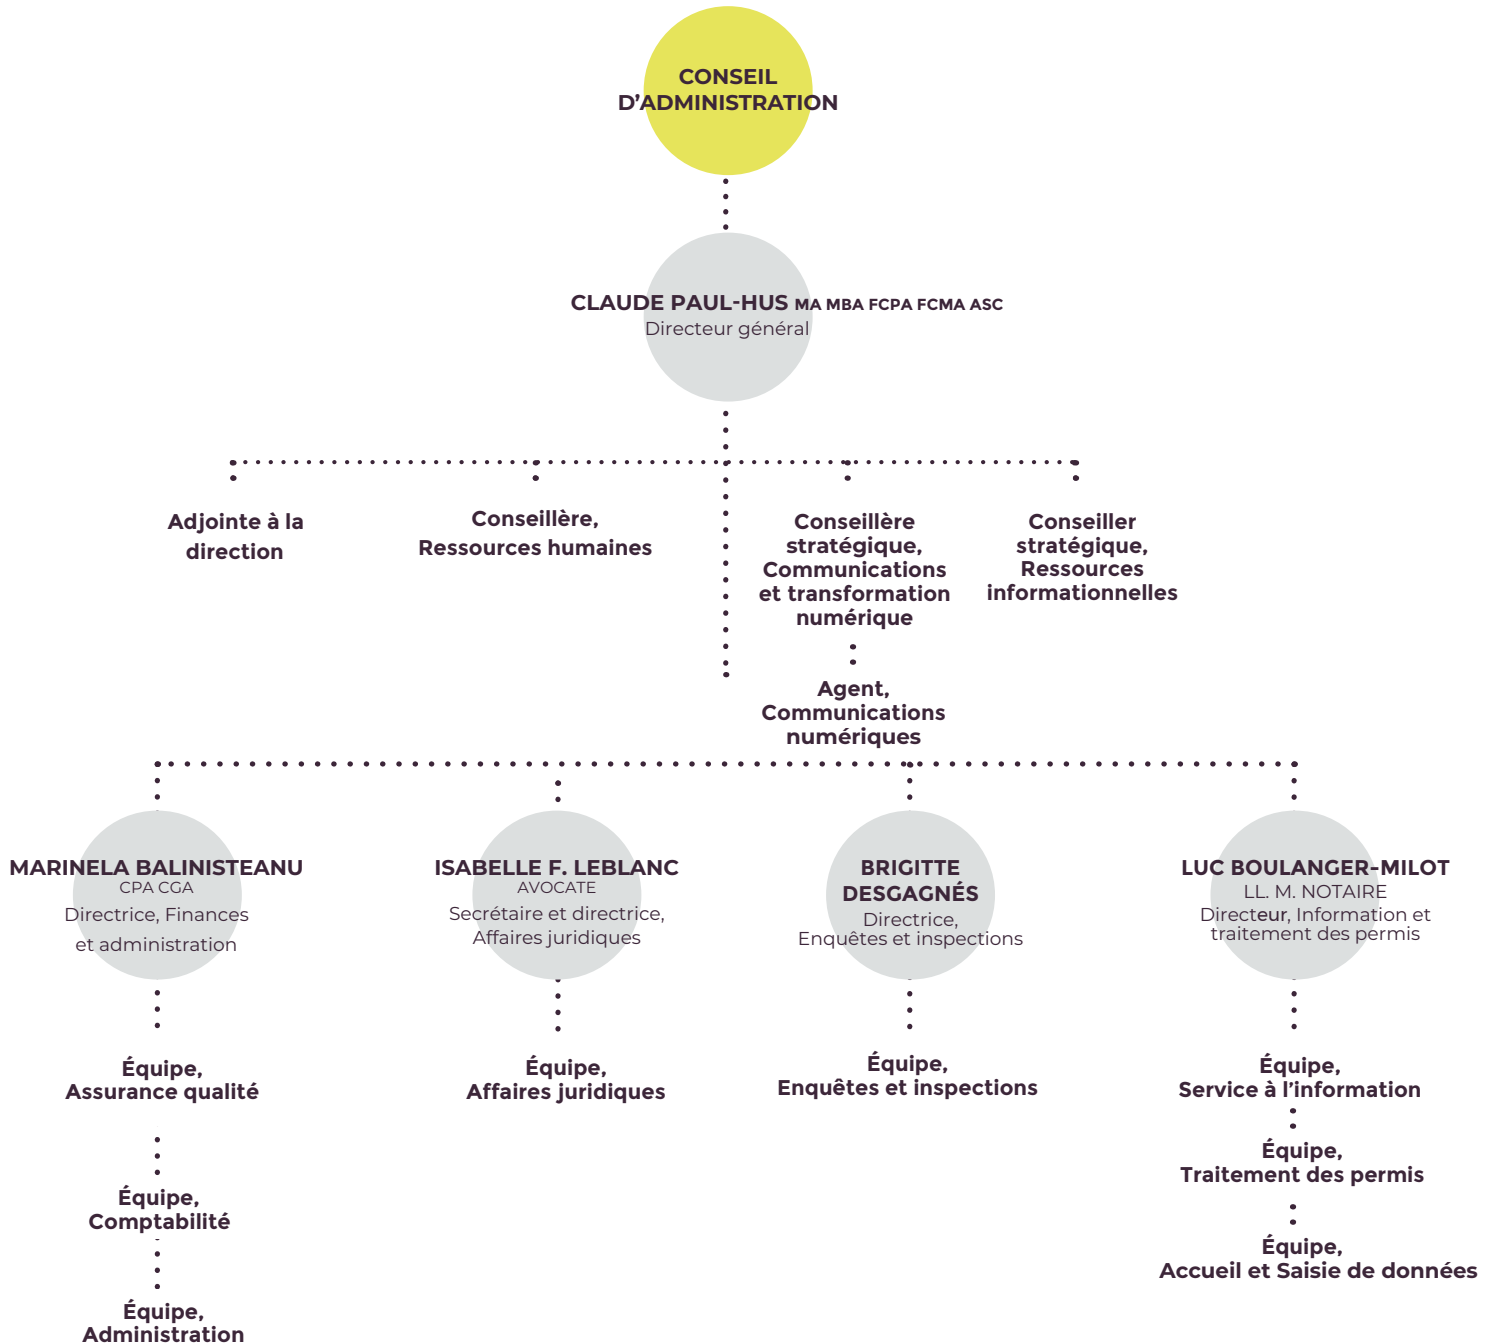 CONSEIL
D'ADMINISTRATION
CLAUDE PAUL-HUS MA MBA FCPA FCMA ASC
Directeur général
Adjointe à la
direction
Conseillère,
Ressources humaines
Conseillère
stratégique,
Communications
et transformation
numérique
Conseiller
stratégique,
Ressources
informationnelles
Agent,
Communications
numériques
MARINELA BALINISTEANU
CPA CGA
Directrice, Finances
et administration
ISABELLE F. LEBLANC
AVOCATE
Secrétaire et directrice,
Affaires juridiques
BRIGITTE
DESGAGNÉS
Directrice,
Enquêtes et inspections
LUC BOULANGER-MILOT
LL. M. NOTAIRE
Directeur, Information et
traitement des permis
Équipe,
Assurance qualité
Équipe,
Comptabilité
Équipe,
Administration
Équipe,
Affaires juridiques
Équipe,
Enquêtes et inspections
Équipe,
Service à l'information
Équipe,
Traitement des permis
Équipe,
Accueil et Saisie de données